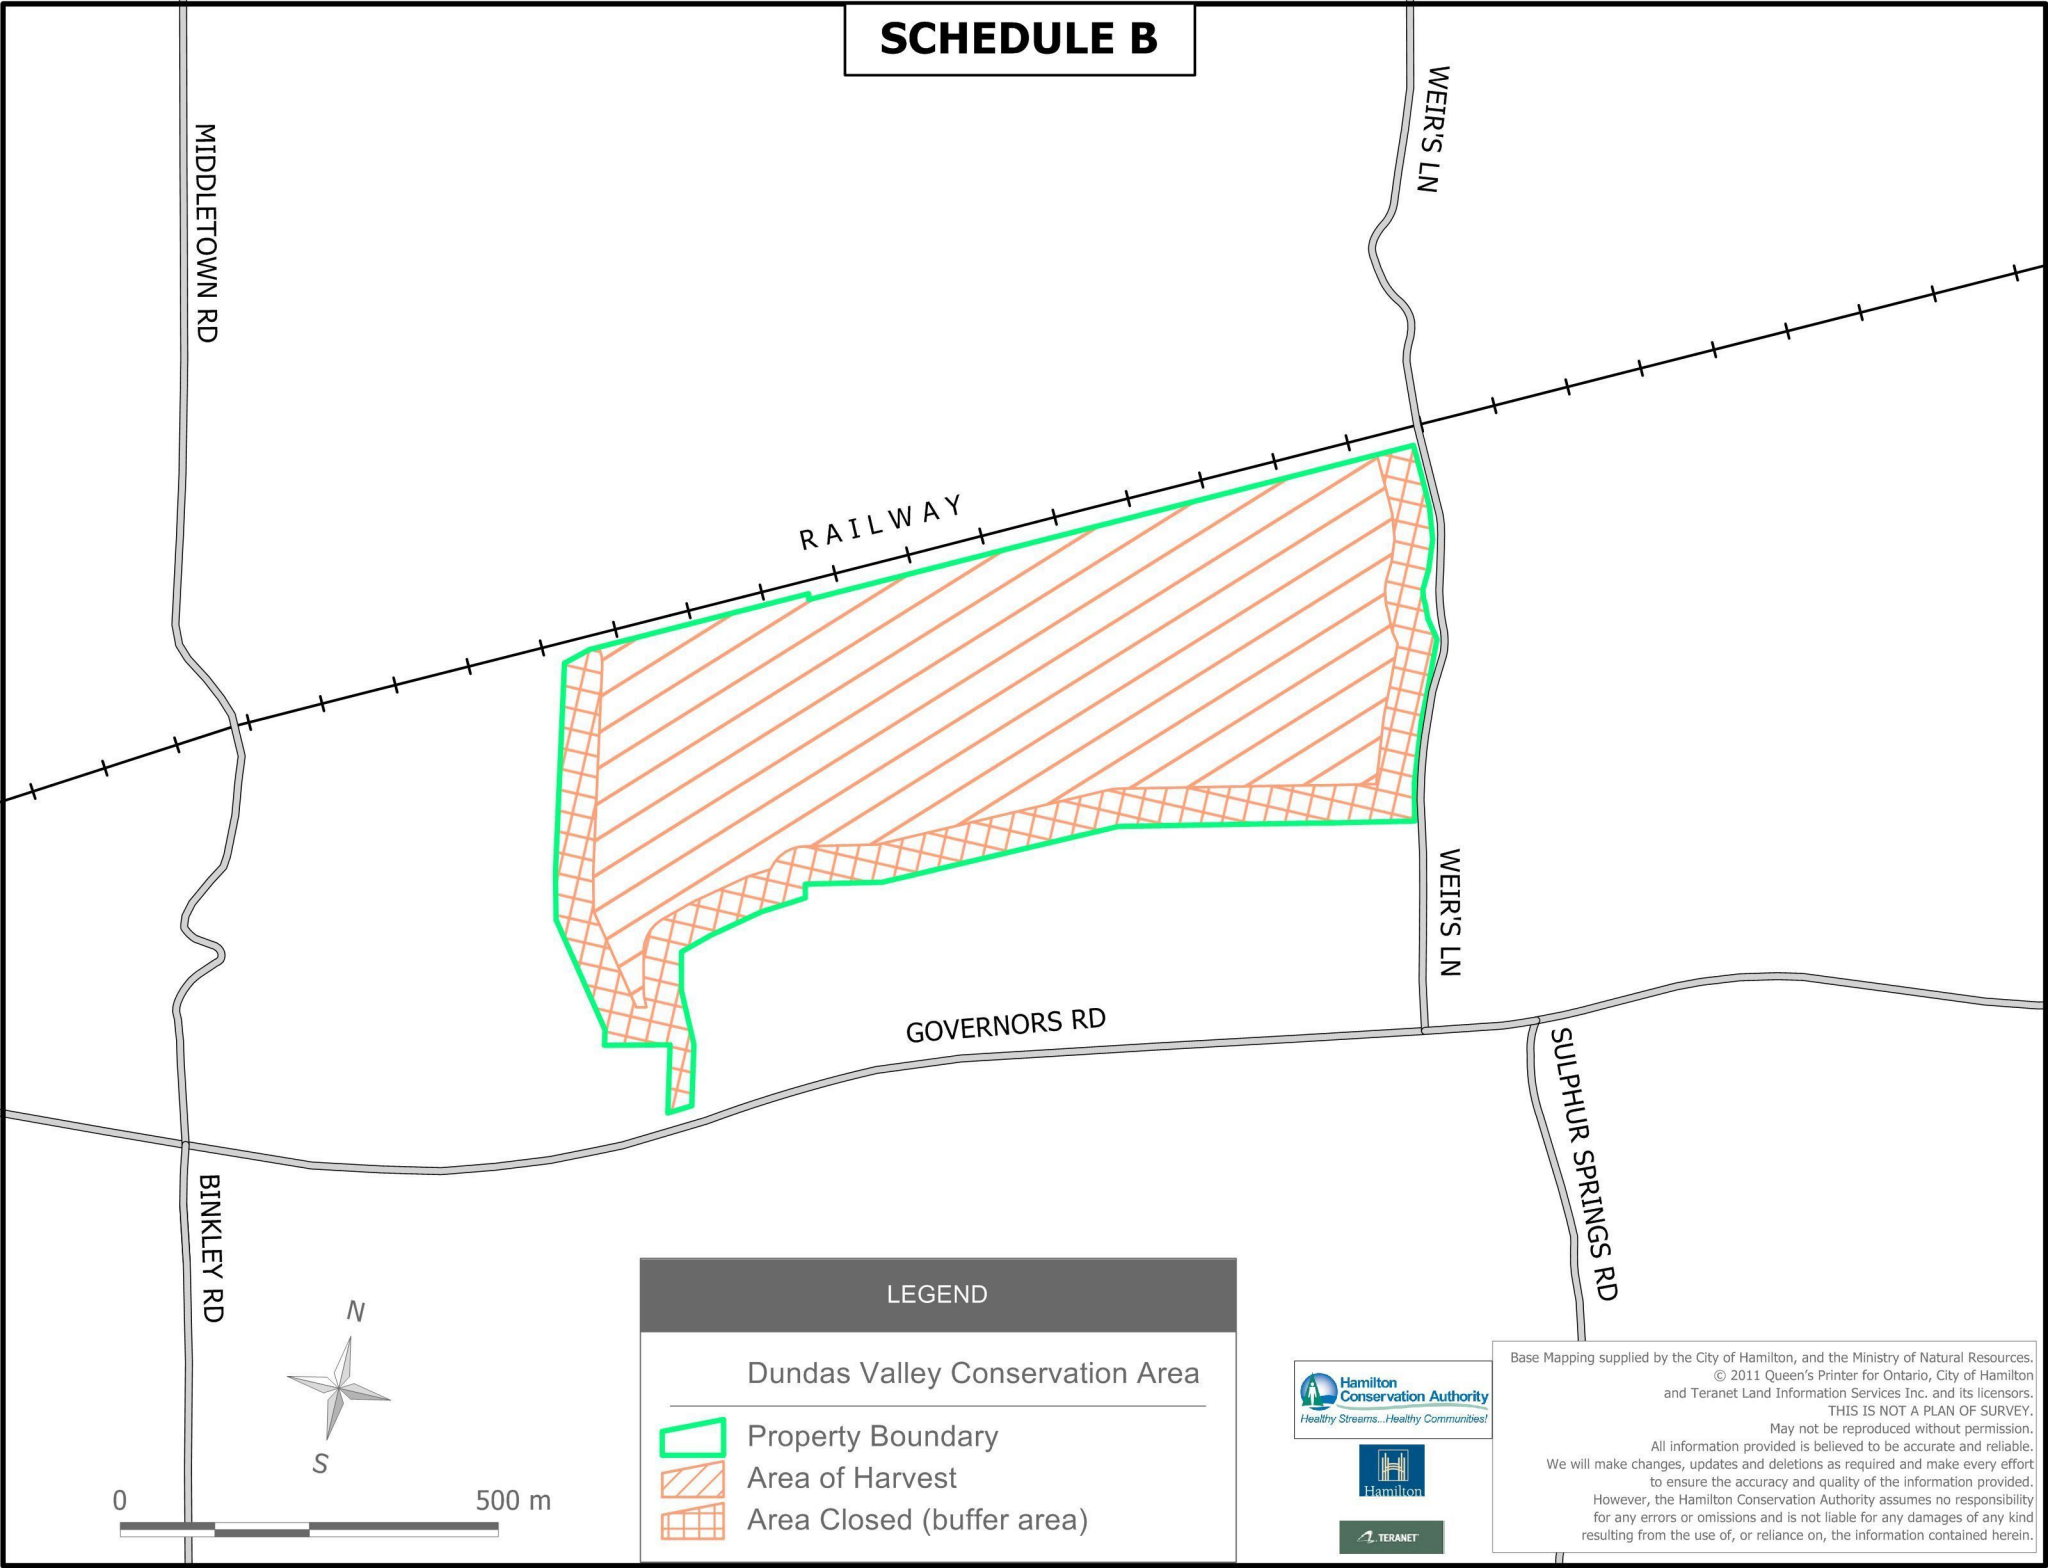 SCHEDULE B
MIDDLETOWN RD
WEIR'S LN
RAILWAY
WEIR'S LN
GOVERNORS RD
SULPHUR SPRINGS RD
BINKLEY RD
N
S
0 500 m
LEGEND
Dundas Valley Conservation Area
Property Boundary
Area of Harvest
Area Closed (buffer area)
Hamilton
Conservation Authority
Healthy Streams...Healthy Communities!
Hamilton
TERANET
Base Mapping supplied by the City of Hamilton, and the Ministry of Natural Resources.
© 2011 Queen's Printer for Ontario, City of Hamilton
and Teranet Land Information Services Inc. and its licensors.
THIS IS NOT A PLAN OF SURVEY.
May not be reproduced without permission.
All information provided is believed to be accurate and reliable.
We will make changes, updates and deletions as required and make every effort
to ensure the accuracy and quality of the information provided.
However, the Hamilton Conservation Authority assumes no responsibility
for any errors or omissions and is not liable for any damages of any kind
resulting from the use of, or reliance on, the information contained herein.